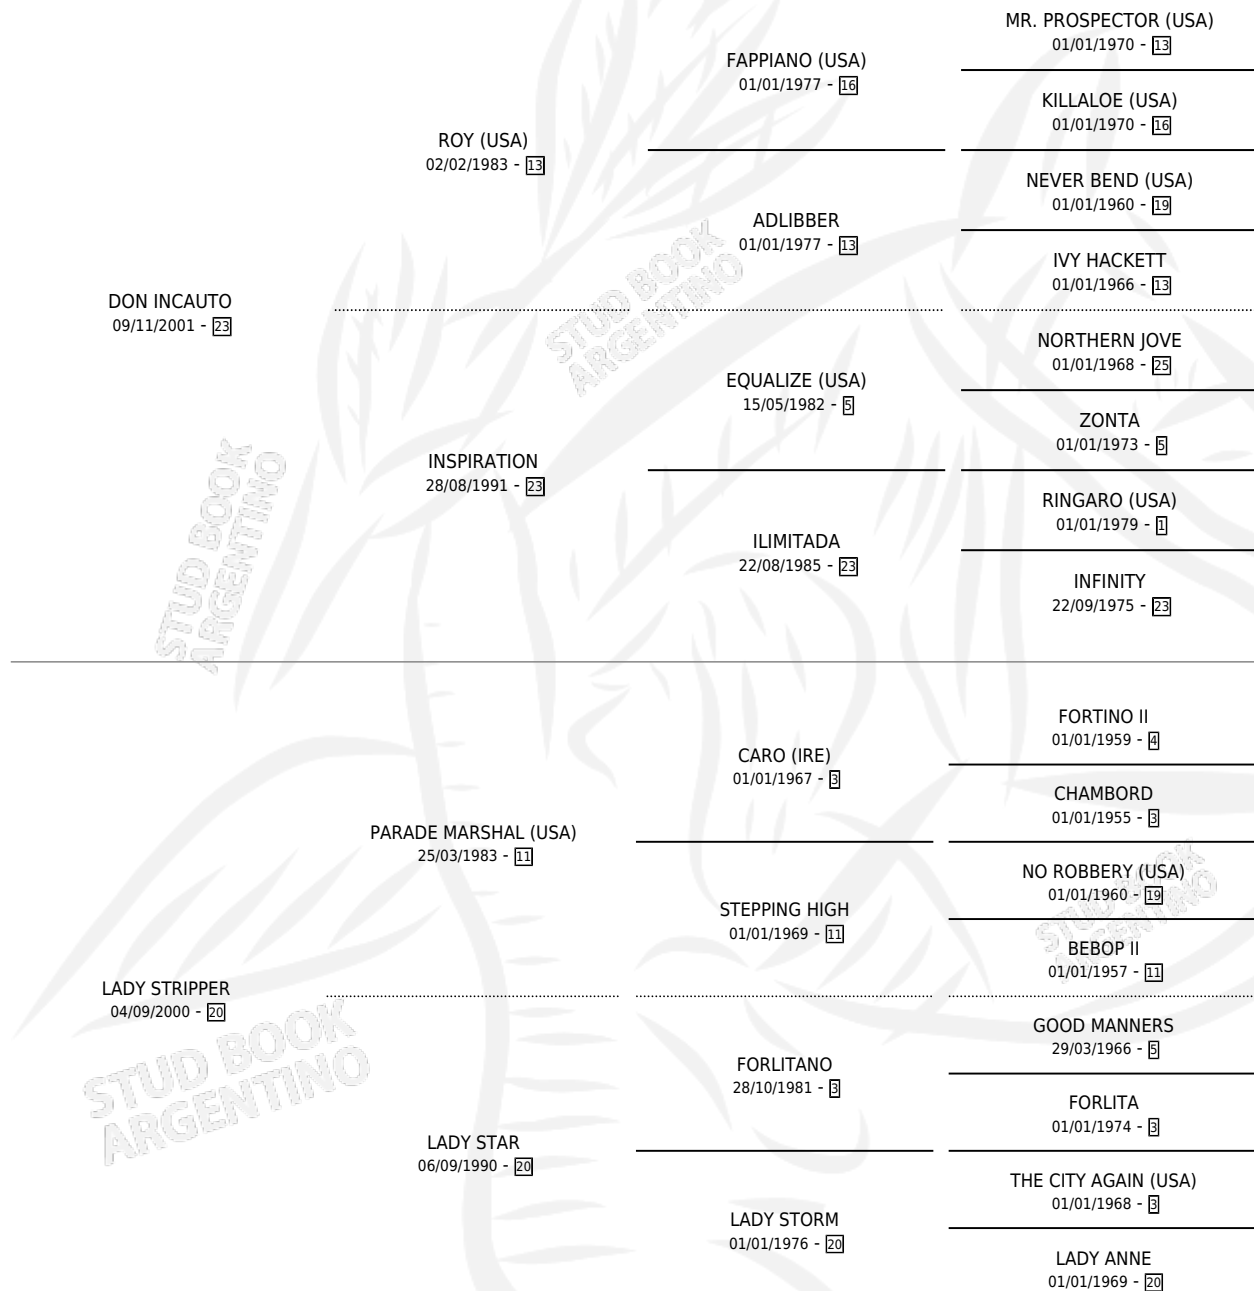 MR. PROSPECTOR (USA)
01/01/1970 - 13
FAPPIANO (USA)
01/01/1977 - 16
KILLALOE (USA)
01/01/1970 - 16
ROY (USA)
02/02/1983 - 13
NEVER BEND (USA)
01/01/1960 - 19
ADLIBBER
01/01/1977 - 13
IVY HACKETT
01/01/1966 - 13
DON INCAUTO
09/11/2001 - 23
NORTHERN JOVE
01/01/1968 - 25
EQUALIZE (USA)
15/05/1982 - 5
ZONTA
01/01/1973 - 5
INSPIRATION
28/08/1991 - 23
RINGARO (USA)
01/01/1979 - 1
ILIMITADA
22/08/1985 - 23
INFINITY
22/09/1975 - 23
FORTINO II
01/01/1959 - 4
CARO (IRE)
01/01/1967 - 3
CHAMBORD
01/01/1955 - 3
PARADE MARSHAL (USA)
25/03/1983 - 11
NO ROBBERY (USA)
01/01/1960 - 19
STEPPING HIGH
01/01/1969 - 11
BEBOP II
01/01/1957 - 11
LADY STRIPPER
04/09/2000 - 20
GOOD MANNERS
29/03/1966 - 5
FORLITANO
28/10/1981 - 3
FORLITA
01/01/1974 - 3
LADY STAR
06/09/1990 - 20
THE CITY AGAIN (USA)
01/01/1968 - 3
LADY STORM
01/01/1976 - 20
LADY ANNE
01/01/1969 - 20
STUD BOOK
ARGENTINO
STUD BOOK
ARGENTINO
STUD BOOK
ARGENTINO
STUD BOOK
ARGENTINO